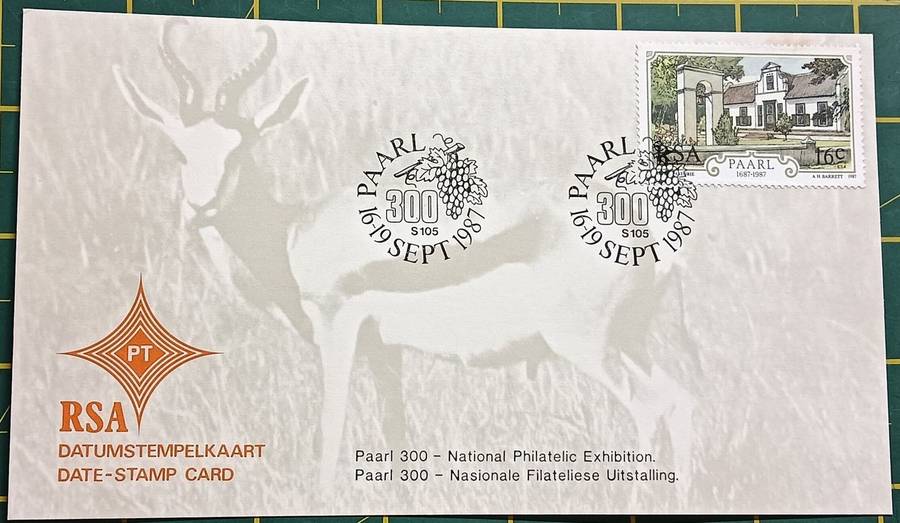 RSA
16c
PAARL
1687-1987
A.H. BARRETT 1987
PAARL
300
S105
16-19 SEPT 1987
PAARL
300
S105
16-19 SEPT 1987
PT
RSA
DATUMSTEMPELKAART
DATE-STAMP CARD
Paarl 300 – National Philatelic Exhibition.
Paarl 300 – Nasionale Filateliese Uitstalling.